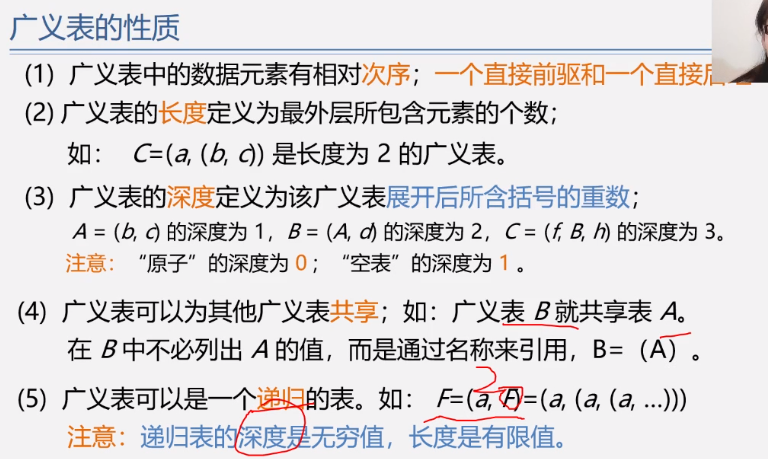 广义表的性质
(1) 广义表中的数据元素有相对次序；一个直接前驱和一个直接后
(2) 广义表的长度定义为最外层所包含元素的个数；
如： C=(a, (b, c)) 是长度为 2 的广义表。
(3) 广义表的深度定义为该广义表展开后所含括号的重数；
A = (b, c) 的深度为 1，B = (A, d) 的深度为 2，C = (f, B, h) 的深度为 3。
注意：“原子”的深度为 0；“空表”的深度为 1 。
(4) 广义表可以为其他广义表共享；如：广义表 B 就共享表 A。
在 B 中不必列出 A 的值，而是通过名称来引用，B=（A）。
2
(5) 广义表可以是一个递归的表。如： F=(a, F)=(a, (a, (a, …)))
注意：递归表的深度是无穷值，长度是有限值。